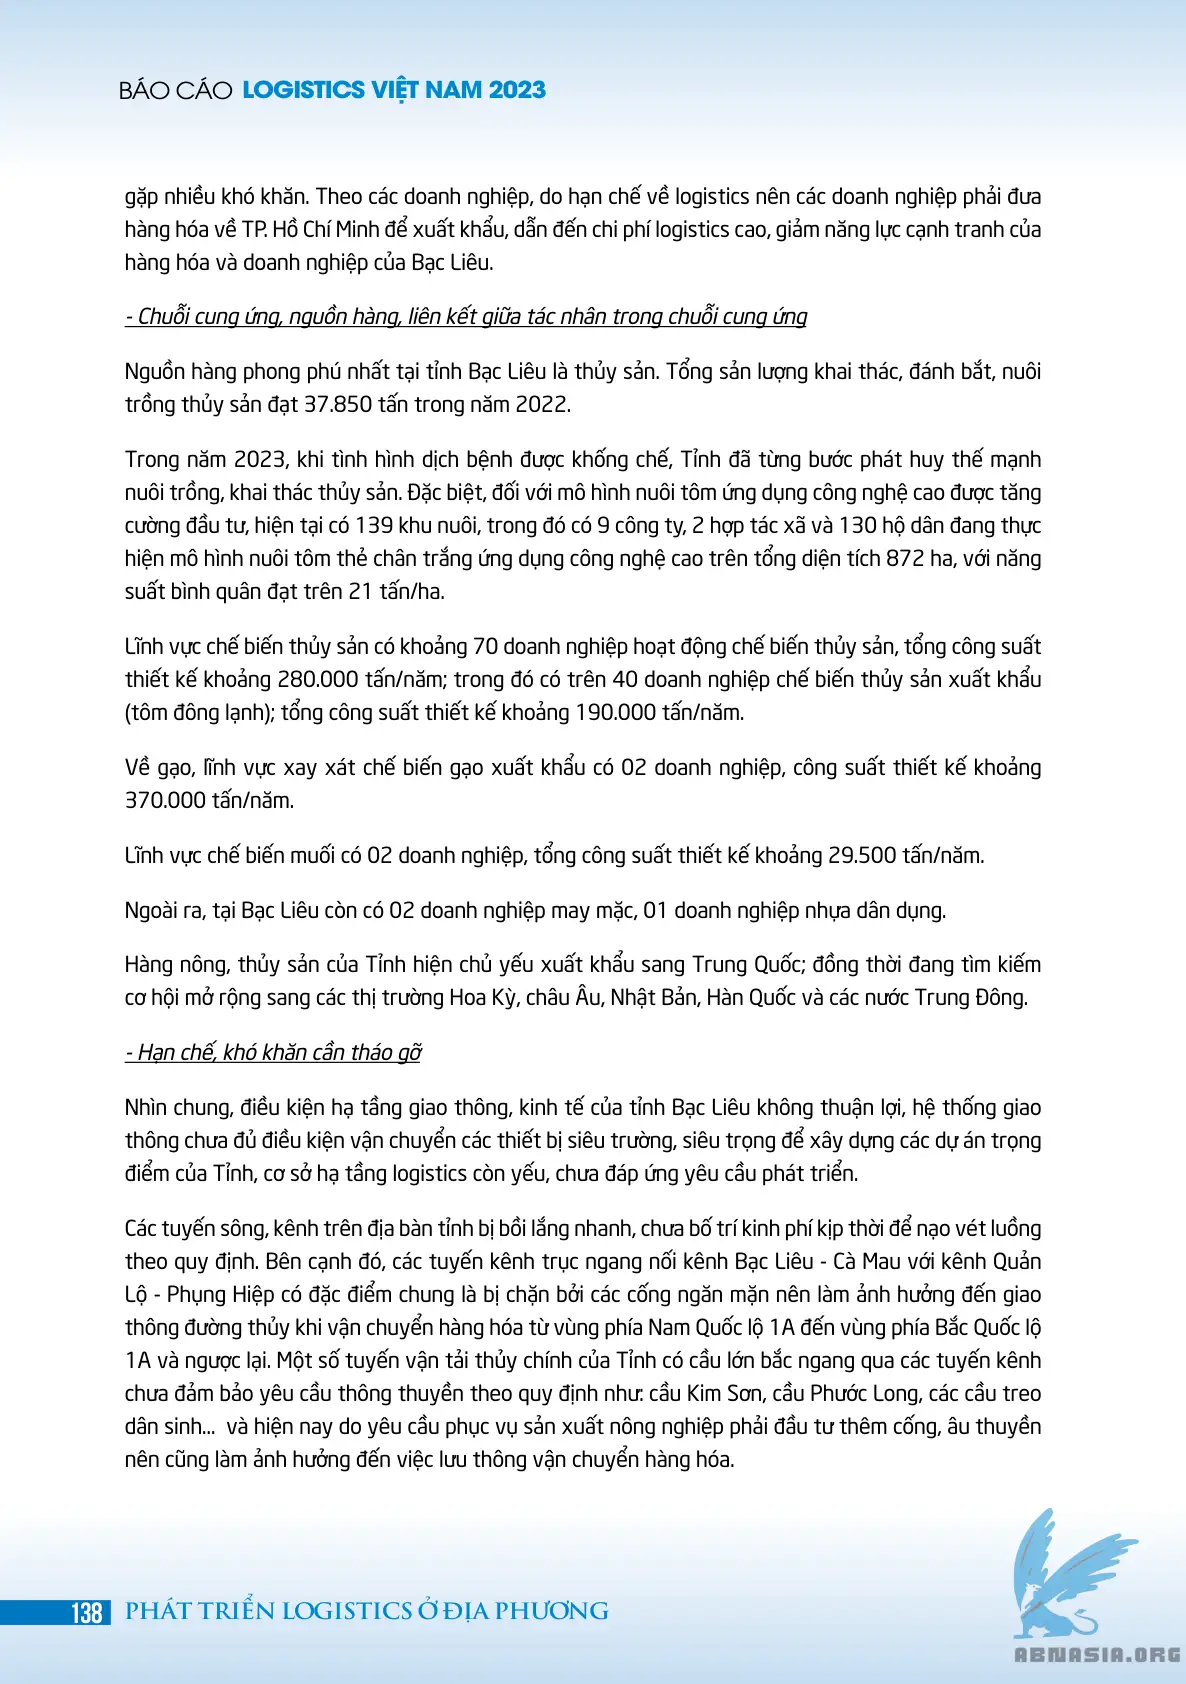 BÁO CÁO LOGISTICS VIỆT NAM 2023
gặp nhiều khó khăn. Theo các doanh nghiệp, do hạn chế về logistics nên các doanh nghiệp phải đưa
hàng hóa về TP. Hồ Chí Minh để xuất khẩu, dẫn đến chi phí logistics cao, giảm năng lực cạnh tranh của
hàng hóa và doanh nghiệp của Bạc Liêu.
- Chuỗi cung ứng, nguồn hàng, liên kết giữa tác nhân trong chuỗi cung ứng
Nguồn hàng phong phú nhất tại tỉnh Bạc Liêu là thủy sản. Tổng sản lượng khai thác, đánh bắt, nuôi
trồng thủy sản đạt 37.850 tấn trong năm 2022.
Trong năm 2023, khi tình hình dịch bệnh được khống chế, Tỉnh đã từng bước phát huy thế mạnh
nuôi trồng, khai thác thủy sản. Đặc biệt, đối với mô hình nuôi tôm ứng dụng công nghệ cao được tăng
cường đầu tư, hiện tại có 139 khu nuôi, trong đó có 9 công ty, 2 hợp tác xã và 130 hộ dân đang thực
hiện mô hình nuôi tôm thẻ chân trắng ứng dụng công nghệ cao trên tổng diện tích 872 ha, với năng
suất bình quân đạt trên 21 tấn/ha.
Lĩnh vực chế biến thủy sản có khoảng 70 doanh nghiệp hoạt động chế biến thủy sản, tổng công suất
thiết kế khoảng 280.000 tấn/năm; trong đó có trên 40 doanh nghiệp chế biến thủy sản xuất khẩu
(tôm đông lạnh); tổng công suất thiết kế khoảng 190.000 tấn/năm.
Về gạo, lĩnh vực xay xát chế biến gạo xuất khẩu có 02 doanh nghiệp, công suất thiết kế khoảng
370.000 tấn/năm.
Lĩnh vực chế biến muối có 02 doanh nghiệp, tổng công suất thiết kế khoảng 29.500 tấn/năm.
Ngoài ra, tại Bạc Liêu còn có 02 doanh nghiệp may mặc, 01 doanh nghiệp nhựa dân dụng.
Hàng nông, thủy sản của Tỉnh hiện chủ yếu xuất khẩu sang Trung Quốc; đồng thời đang tìm kiếm
cơ hội mở rộng sang các thị trường Hoa Kỳ, châu Âu, Nhật Bản, Hàn Quốc và các nước Trung Đông.
- Hạn chế, khó khăn cần tháo gỡ
Nhìn chung, điều kiện hạ tầng giao thông, kinh tế của tỉnh Bạc Liêu không thuận lợi, hệ thống giao
thông chưa đủ điều kiện vận chuyển các thiết bị siêu trường, siêu trọng để xây dựng các dự án trọng
điểm của Tỉnh, cơ sở hạ tầng logistics còn yếu, chưa đáp ứng yêu cầu phát triển.
Các tuyến sông, kênh trên địa bàn tỉnh bị bồi lắng nhanh, chưa bố trí kinh phí kịp thời để nạo vét luồng
theo quy định. Bên cạnh đó, các tuyến kênh trục ngang nối kênh Bạc Liêu - Cà Mau với kênh Quản
Lộ - Phụng Hiệp có đặc điểm chung là bị chặn bởi các cống ngăn mặn nên làm ảnh hưởng đến giao
thông đường thủy khi vận chuyển hàng hóa từ vùng phía Nam Quốc lộ 1A đến vùng phía Bắc Quốc lộ
1A và ngược lại. Một số tuyến vận tải thủy chính của Tỉnh có cầu lớn bắc ngang qua các tuyến kênh
chưa đảm bảo yêu cầu thông thuyền theo quy định như: cầu Kim Sơn, cầu Phước Long, các cầu treo
dân sinh... và hiện nay do yêu cầu phục vụ sản xuất nông nghiệp phải đầu tư thêm cống, âu thuyền
nên cũng làm ảnh hưởng đến việc lưu thông vận chuyển hàng hóa.
138 PHÁT TRIỂN LOGISTICS Ở ĐỊA PHƯƠNG
ABNASIA.ORG